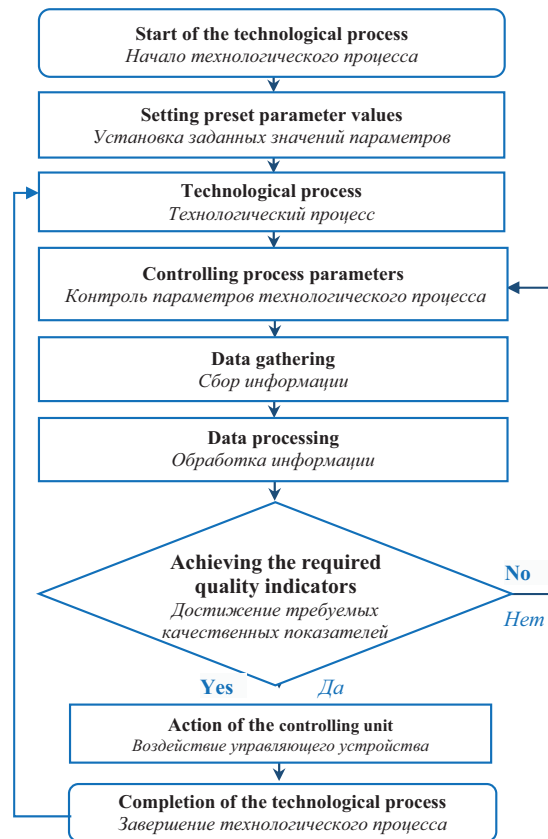 Start of the technological process
Начало технологического процесса
Setting preset parameter values
Установка заданных значений параметров
Technological process
Технологический процесс
Controlling process parameters
Контроль параметров технологического процесса
Data gathering
Сбор информации
Data processing
Обработка информации
Achieving the required
quality indicators
Достижение требуемых
качественных показателей
No
Нет
Yes Да
Action of the controlling unit
Воздействие управляющего устройства
Completion of the technological process
Завершение технологического процесса